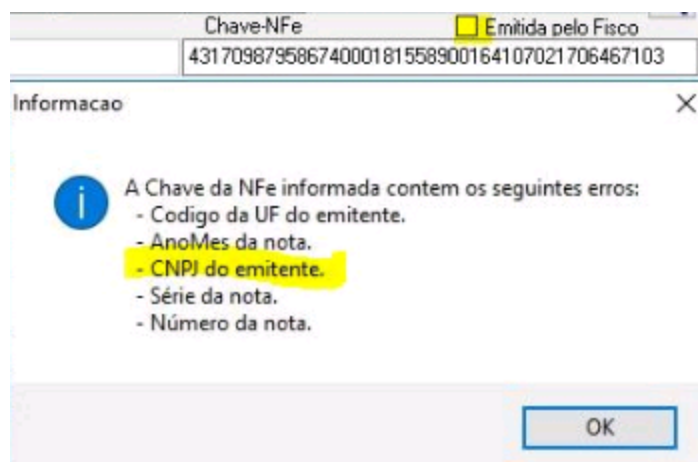 Chave-NFe Emitida pelo Fisco
43170987958674000181558900164107021706467103
Informacao
A Chave da NFe informada contem os seguintes erros:
- Codigo da UF do emitente.
- AnoMes da nota.
- CNPJ do emitente.
- Série da nota.
- Número da nota.
OK